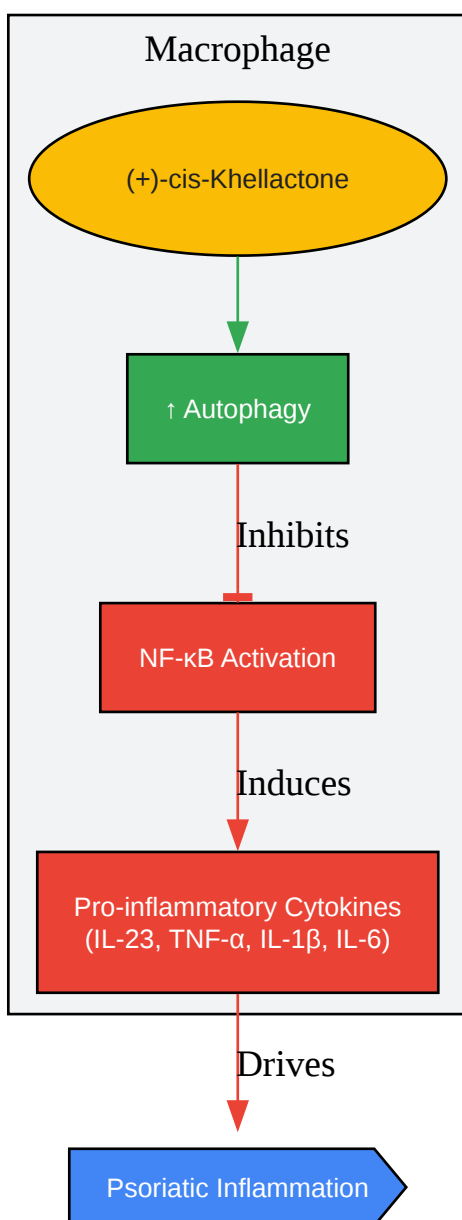 Macrophage
(+)-cis-Khellactone
↑ Autophagy
Inhibits
NF-κB Activation
Induces
Pro-inflammatory Cytokines
(IL-23, TNF-α, IL-1β, IL-6)
Drives
Psoriatic Inflammation